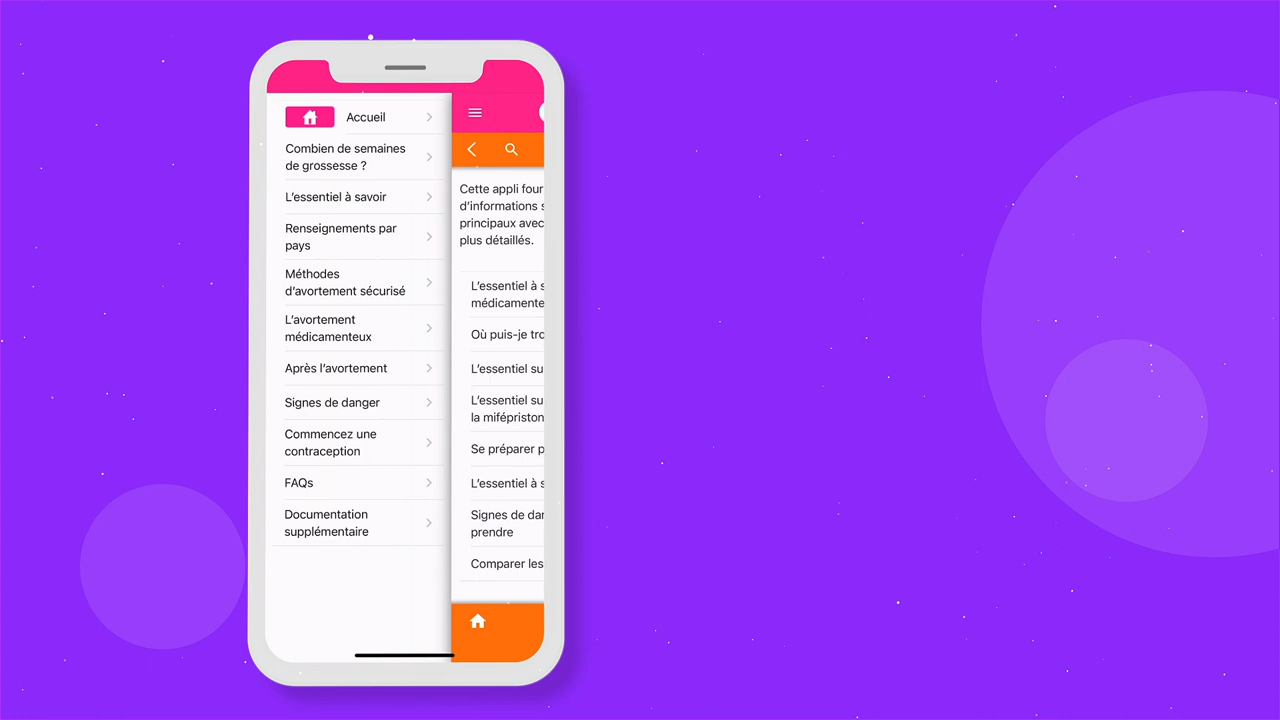 Accueil
Combien de semaines
de grossesse ?
L’essentiel à savoir
Renseignements par
pays
Méthodes
d’avortement sécurisé
L’avortement
médicamenteux
Après l’avortement
Signes de danger
Commencez une
contraception
FAQs
Documentation
supplémentaire
Cette appli four
d’informations s
principaux avec
plus détaillés.
L’essentiel à s
médicamente
Où puis-je tro
L’essentiel su
L’essentiel su
la mifépriston
Se préparer p
L’essentiel à s
Signes de dan
prendre
Comparer les